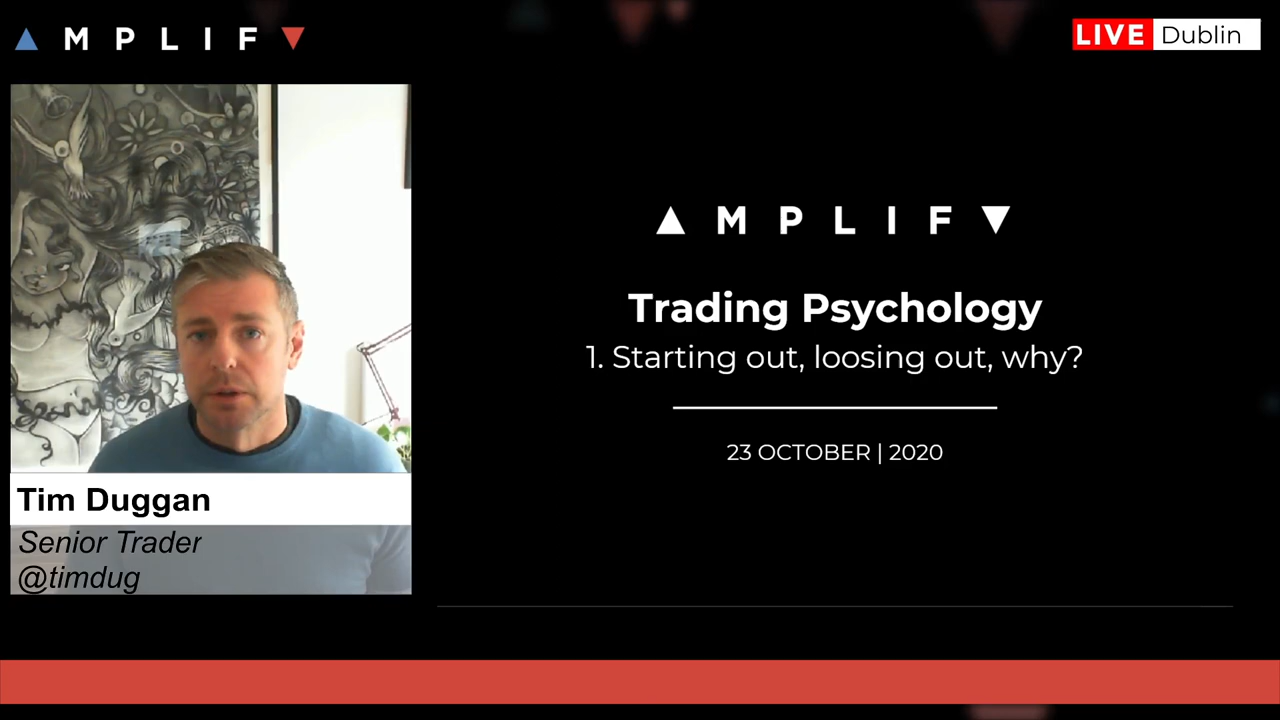 AMPLIFY
LIVE Dublin
AMPLIFY
Trading Psychology
1. Starting out, loosing out, why?
23 OCTOBER | 2020
Tim Duggan
Senior Trader
@timdug